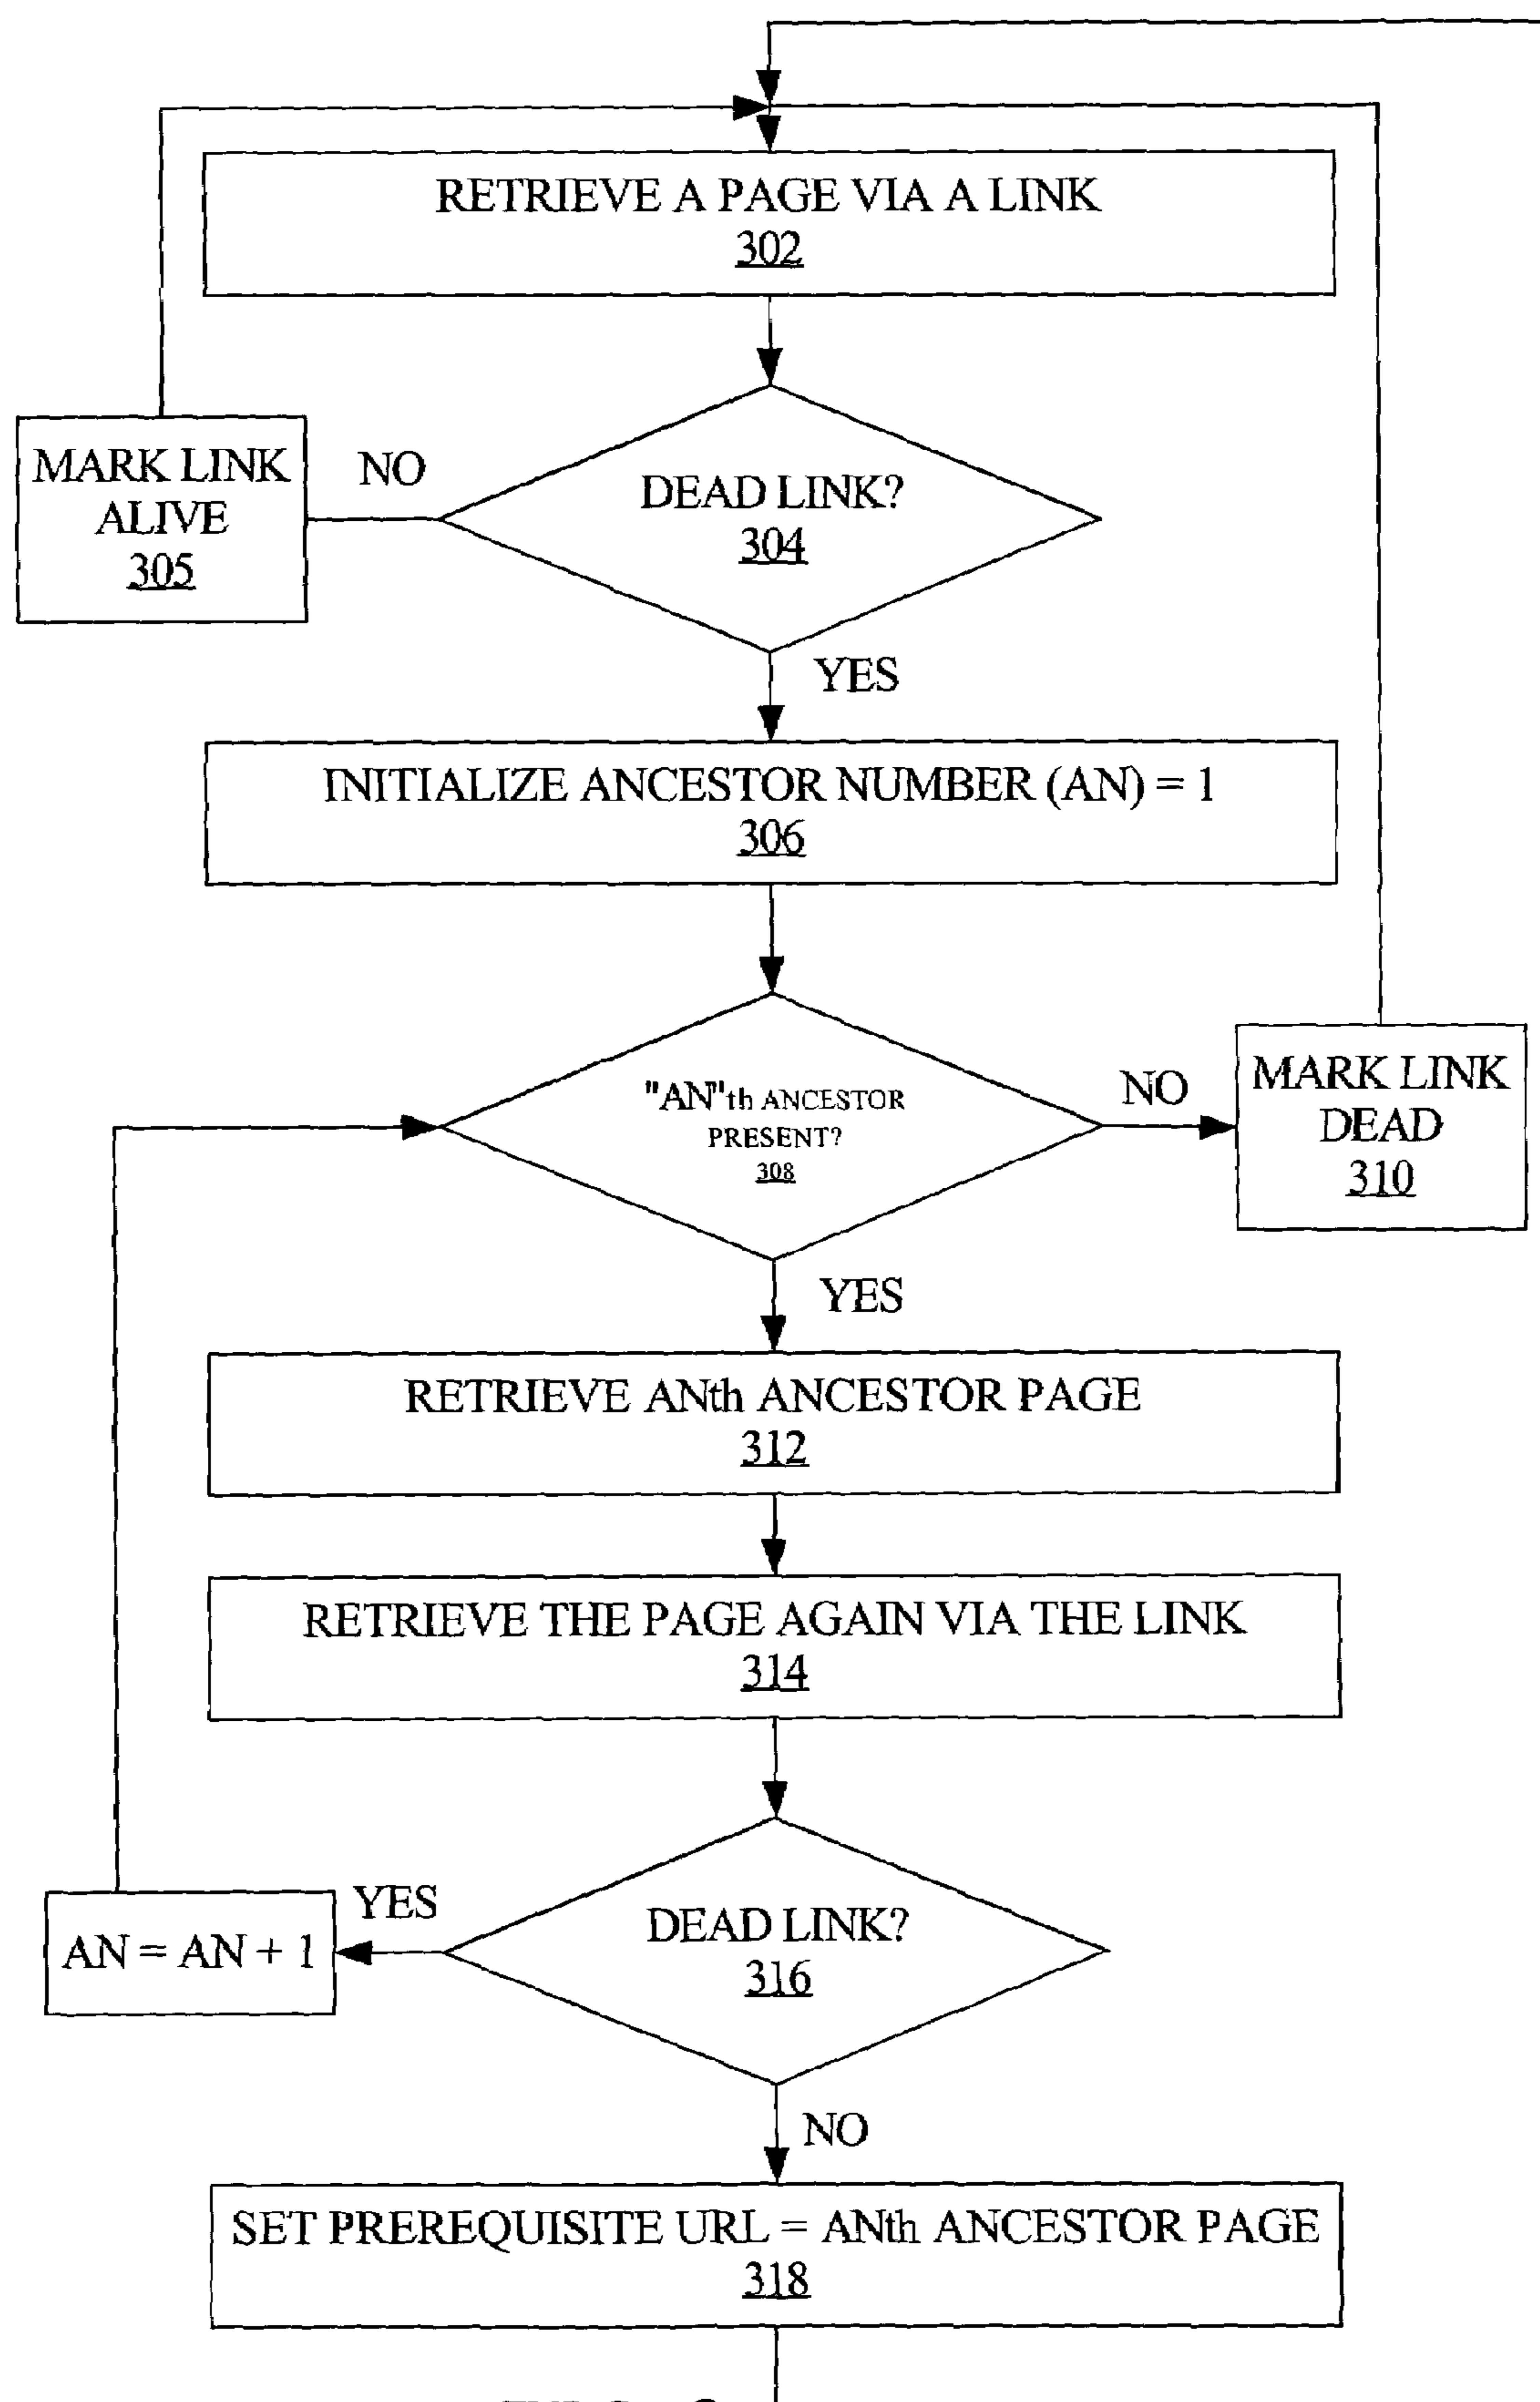 RETRIEVE A PAGE VIA A LINK
302
MARK LINK
ALIVE
305
NO
DEAD LINK?
304
YES
INITIALIZE ANCESTOR NUMBER (AN) = 1
306
"AN"th ANCESTOR
PRESENT?
308
NO
MARK LINK
DEAD
310
YES
RETRIEVE ANth ANCESTOR PAGE
312
RETRIEVE THE PAGE AGAIN VIA THE LINK
314
YES
AN = AN + 1
DEAD LINK?
316
NO
SET PREREQUISITE URL = ANth ANCESTOR PAGE
318